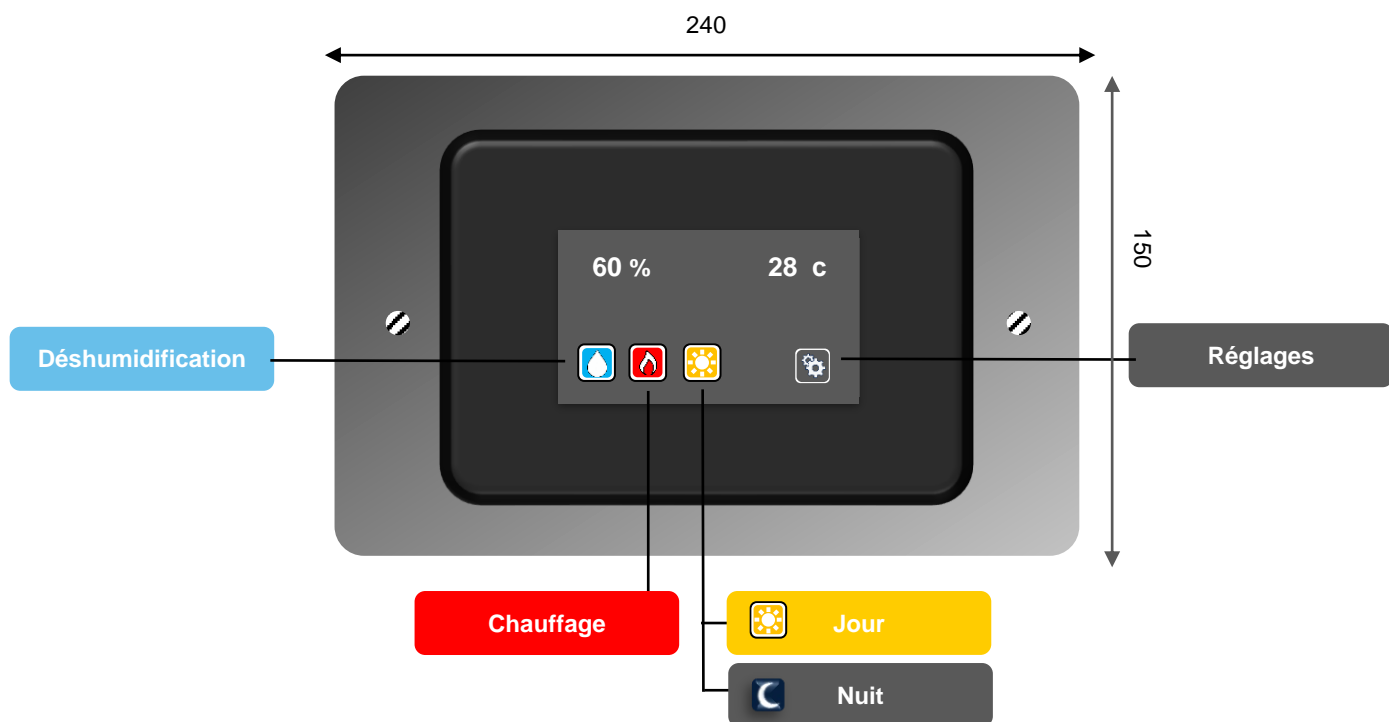 240
150
60 %
28 c
Déshumidification
Réglages
Chauffage
Jour
Nuit